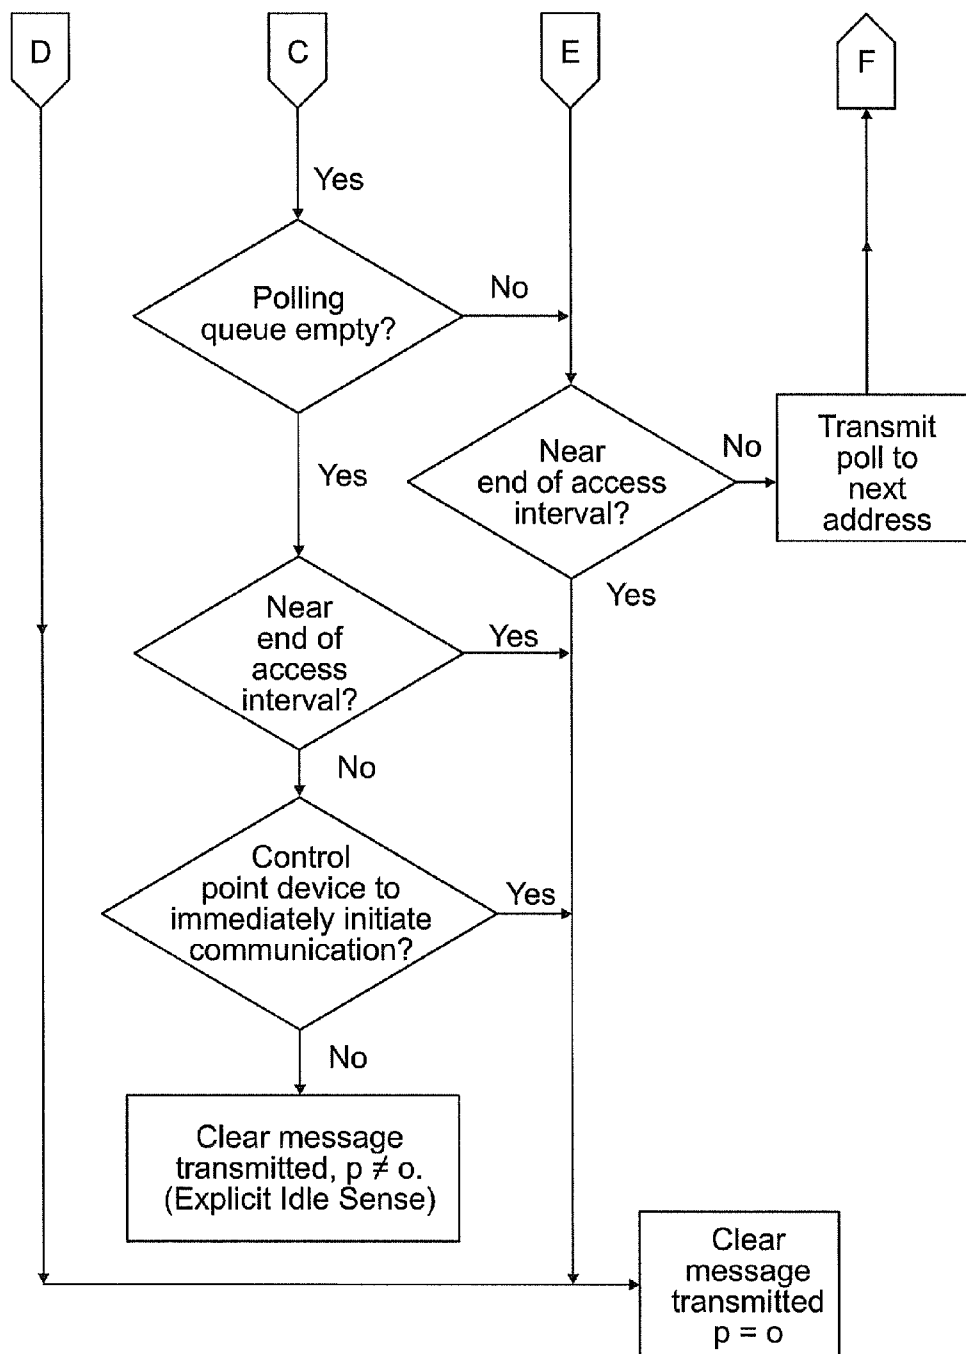 D
C
E
F
Yes
Polling
queue empty?
No
Yes
Near
end of access
interval?
No
Transmit
poll to
next
address
Yes
Near
end of
access
interval?
Yes
No
Control
point device to
immediately initiate
communication?
Yes
No
Clear message
transmitted, p ≠ o.
(Explicit Idle Sense)
Clear
message
transmitted
p = o